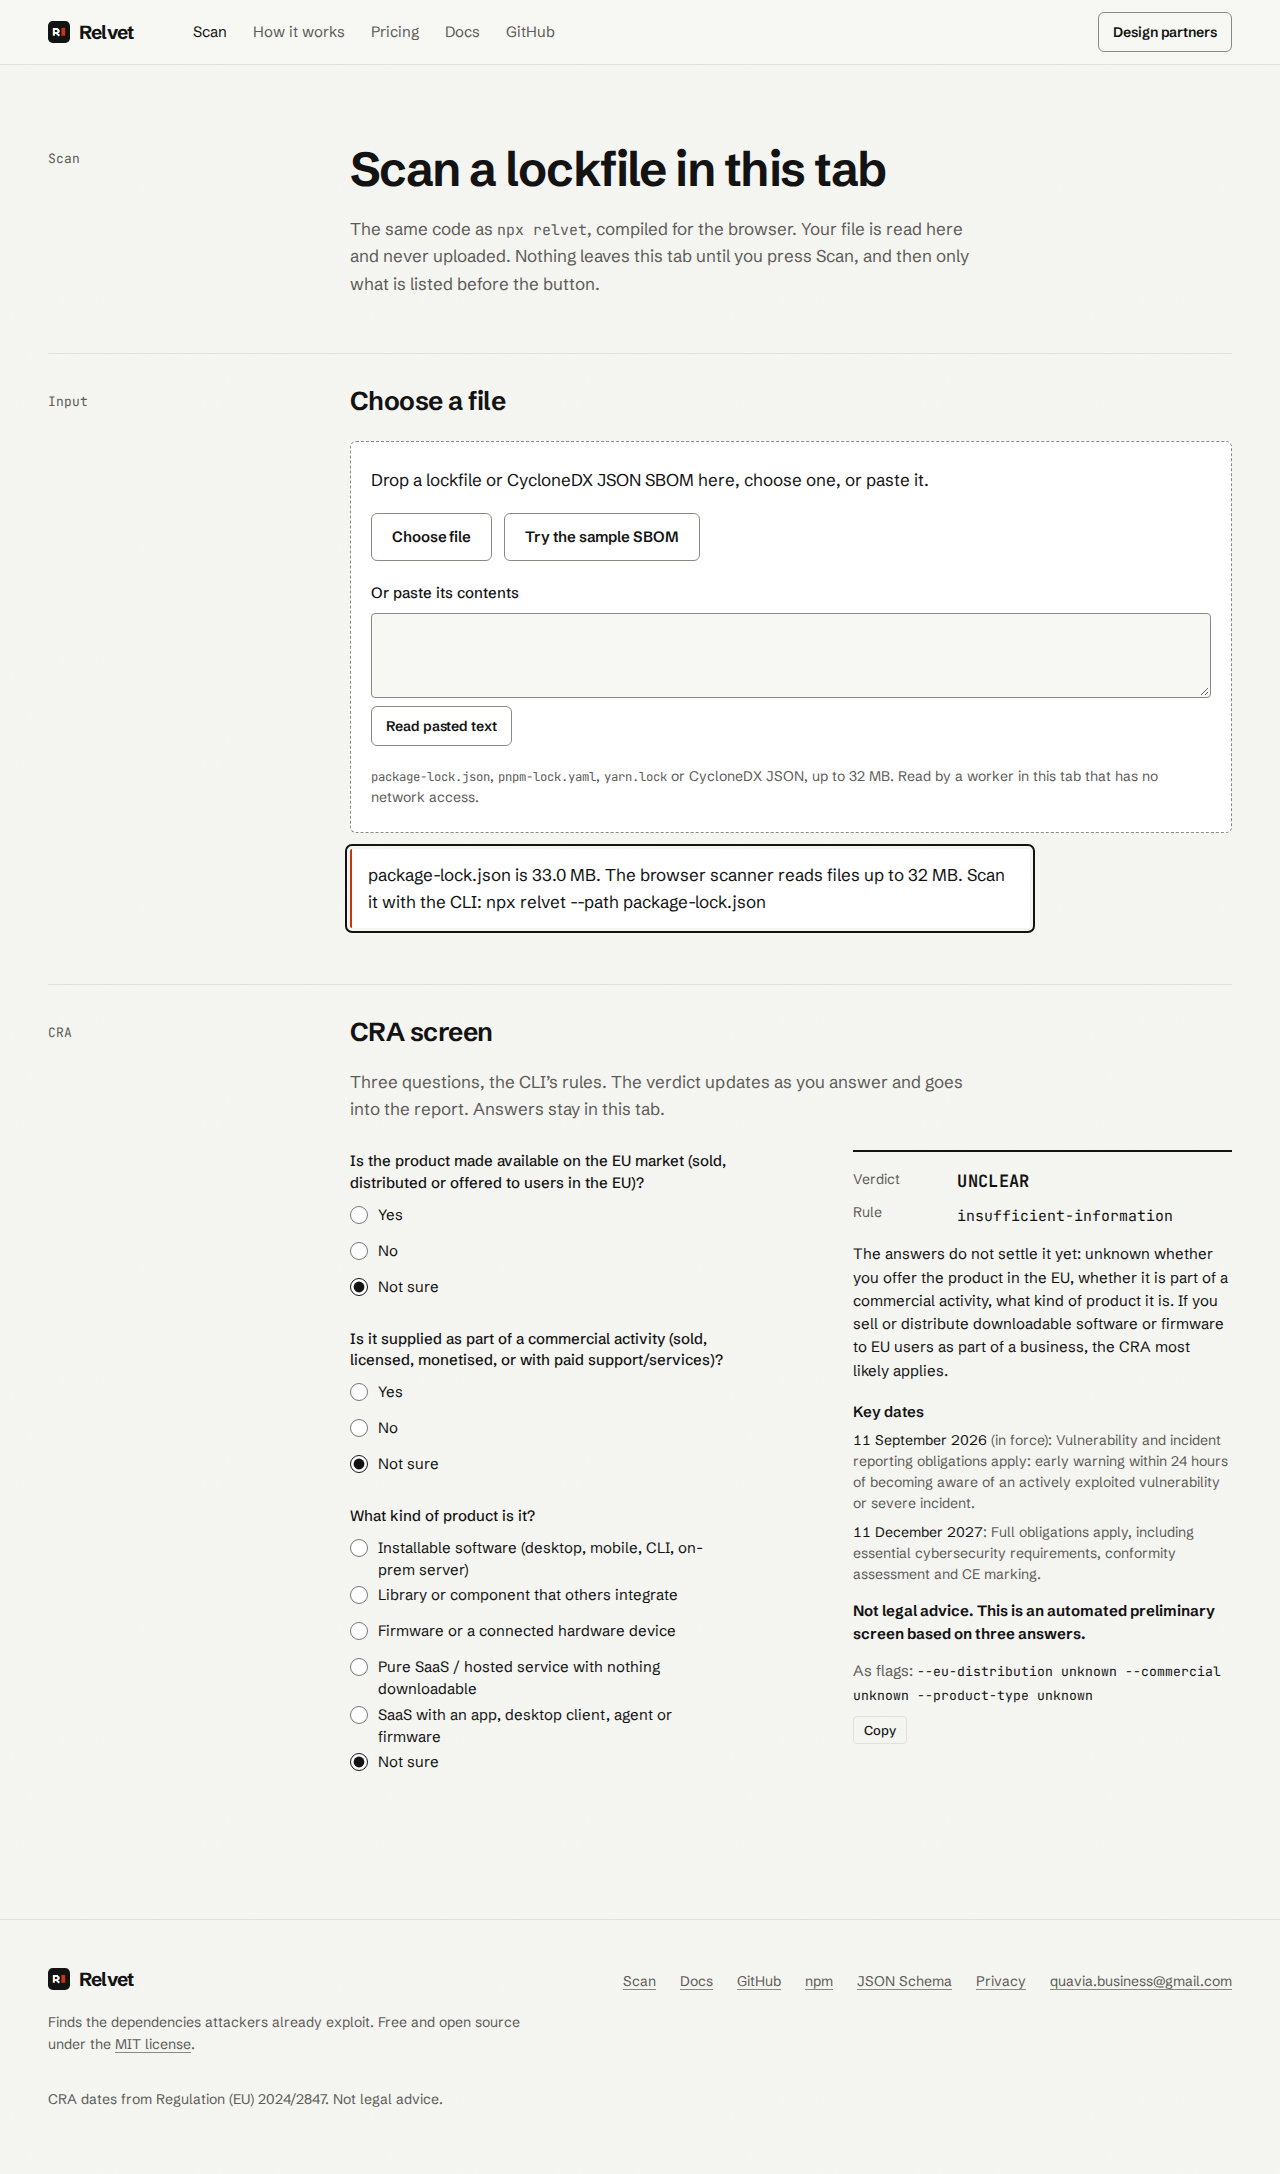 Relvet
Scan
How it works
Pricing
Docs
GitHub
Design partners
Scan
Scan a lockfile in this tab
The same code as npx relvet, compiled for the browser. Your file is read here
and never uploaded. Nothing leaves this tab until you press Scan, and then only
what is listed before the button.
Input
Choose a file
Drop a lockfile or CycloneDX JSON SBOM here, choose one, or paste it.
Choose file
Try the sample SBOM
Or paste its contents
Read pasted text
package-lock.json, pnpm-lock.yaml, yarn.lock or CycloneDX JSON, up to 32 MB. Read by a worker in this tab that has no
network access.
package-lock.json is 33.0 MB. The browser scanner reads files up to 32 MB. Scan
it with the CLI: npx relvet --path package-lock.json
CRA
CRA screen
Three questions, the CLI’s rules. The verdict updates as you answer and goes
into the report. Answers stay in this tab.
Is the product made available on the EU market (sold,
distributed or offered to users in the EU)?
Yes
No
Not sure
Is it supplied as part of a commercial activity (sold,
licensed, monetised, or with paid support/services)?
Yes
No
Not sure
What kind of product is it?
Installable software (desktop, mobile, CLI, on-
prem server)
Library or component that others integrate
Firmware or a connected hardware device
Pure SaaS / hosted service with nothing
downloadable
SaaS with an app, desktop client, agent or
firmware
Not sure
Verdict UNCLEAR
Rule insufficient-information
The answers do not settle it yet: unknown whether
you offer the product in the EU, whether it is part of a
commercial activity, what kind of product it is. If you
sell or distribute downloadable software or firmware
to EU users as part of a business, the CRA most
likely applies.
Key dates
11 September 2026 (in force): Vulnerability and incident
reporting obligations apply: early warning within 24 hours
of becoming aware of an actively exploited vulnerability
or severe incident.
11 December 2027: Full obligations apply, including
essential cybersecurity requirements, conformity
assessment and CE marking.
Not legal advice. This is an automated preliminary
screen based on three answers.
As flags: --eu-distribution unknown --commercial
unknown --product-type unknown
Copy
Relvet
Scan
Docs
GitHub
npm
JSON Schema
Privacy
quavia.business@gmail.com
Finds the dependencies attackers already exploit. Free and open source
under the MIT license.
CRA dates from Regulation (EU) 2024/2847. Not legal advice.